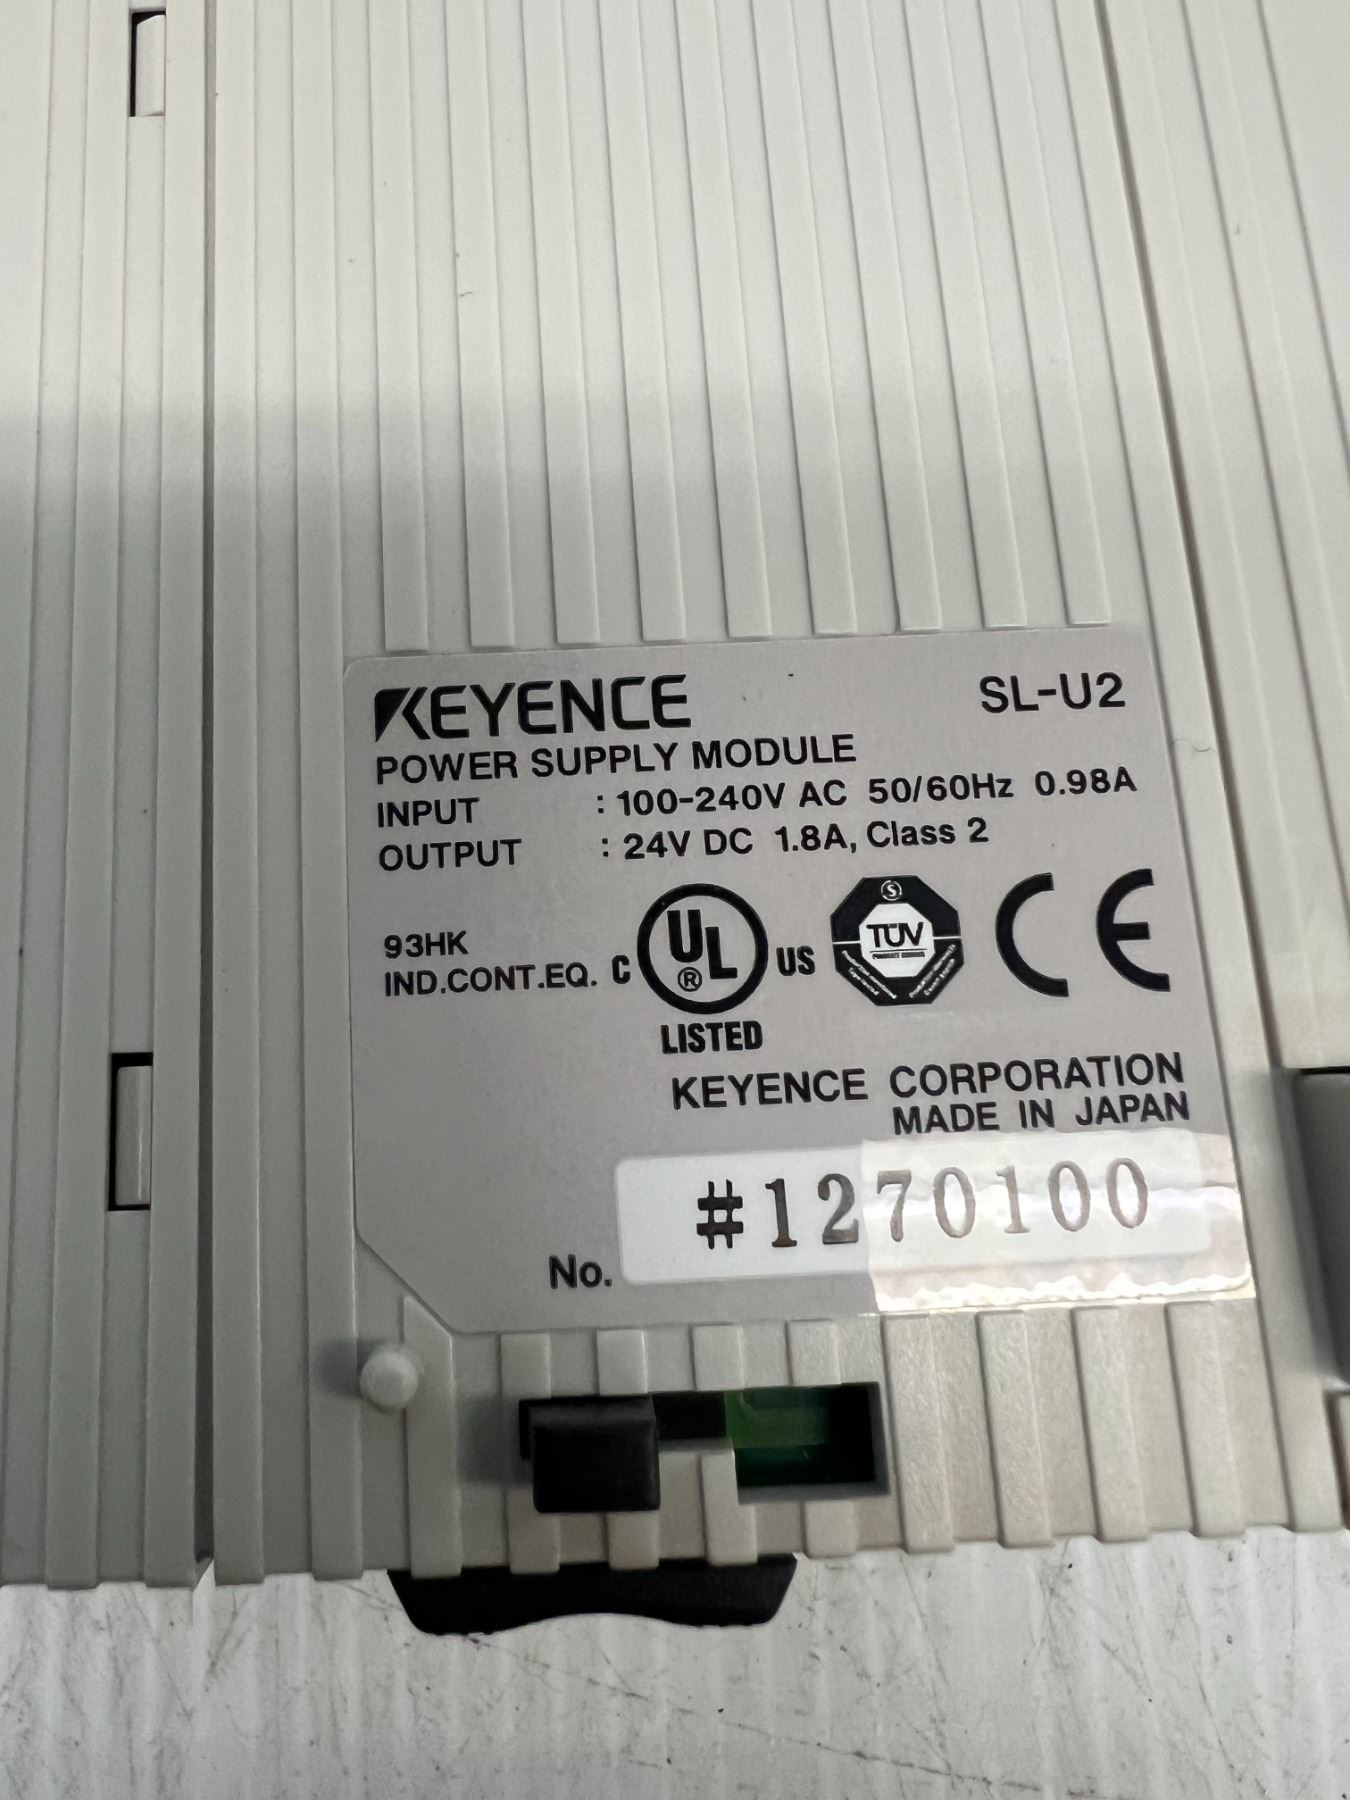 KEYENCE SL-U2
POWER SUPPLY MODULE
INPUT : 100-240V AC 50/60Hz 0.98A
OUTPUT : 24V DC 1.8A, Class 2
93HK
IND.CONT.EQ. C UL ® US
LISTED
S
TÜV
CE
KEYENCE CORPORATION
MADE IN JAPAN
No. #1270100